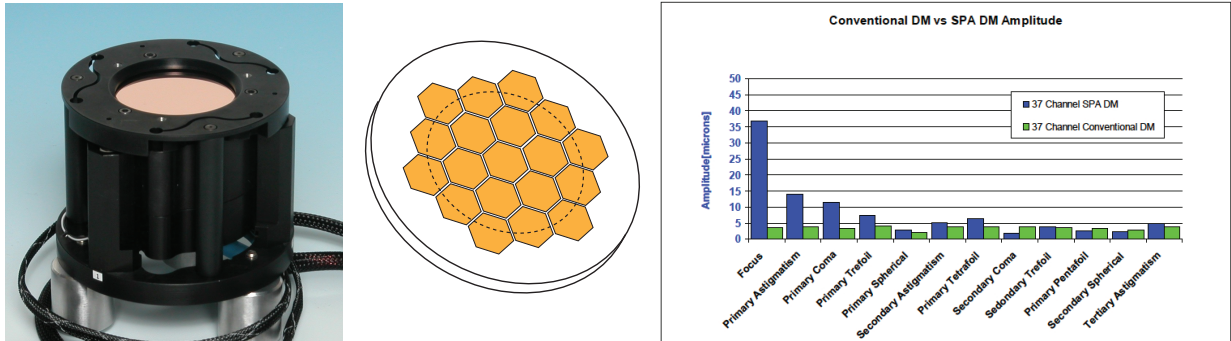 Conventional DM vs SPA DM Amplitude
Amplitude[microns]
50
45
40
35
30
25
20
15
10
5
0
37 Channel SPA DM
37 Channel Conventional DM
Focus
Primary Astigmatism
Primary Coma
Primary Trefoil
Primary Spherical
Secondary Astigmatism
Primary Tetrafoil
Secondary Coma
Sedondary Trefoil
Primary Pentafoil
Secondary Spherical
Tertiary Astigmatism